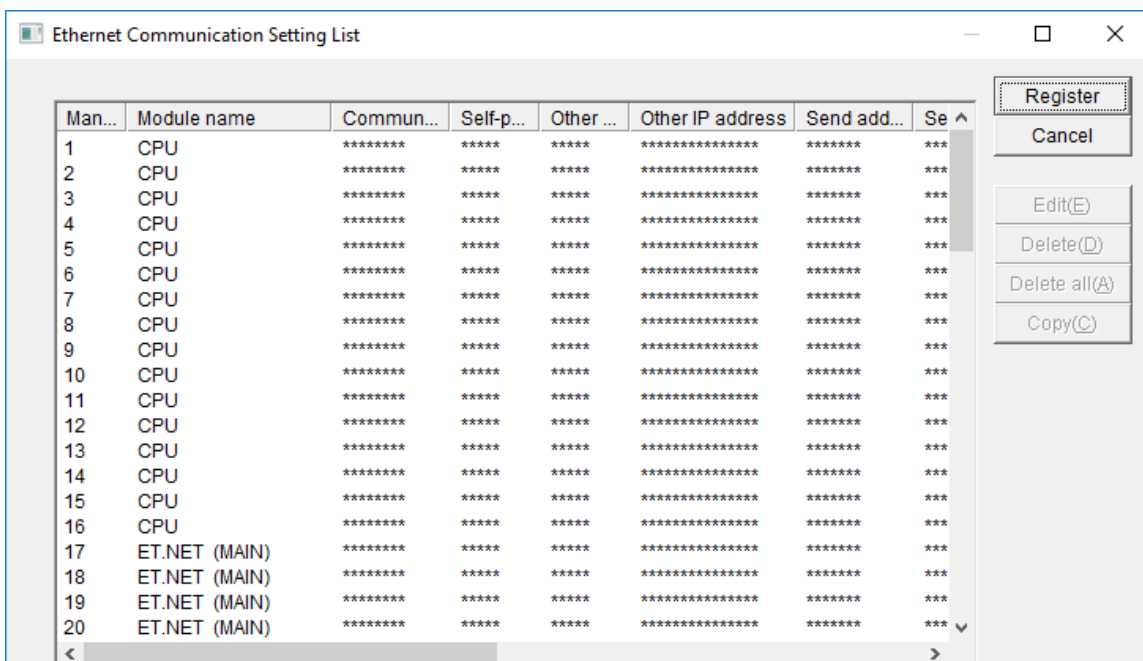 Ethernet Communication Setting List
Man... Module name Commun... Self-p... Other ... Other IP address Send add... Se
1 CPU ******** ***** ***** *************** ******* ***
2 CPU ******** ***** ***** *************** ******* ***
3 CPU ******** ***** ***** *************** ******* ***
4 CPU ******** ***** ***** *************** ******* ***
5 CPU ******** ***** ***** *************** ******* ***
6 CPU ******** ***** ***** *************** ******* ***
7 CPU ******** ***** ***** *************** ******* ***
8 CPU ******** ***** ***** *************** ******* ***
9 CPU ******** ***** ***** *************** ******* ***
10 CPU ******** ***** ***** *************** ******* ***
11 CPU ******** ***** ***** *************** ******* ***
12 CPU ******** ***** ***** *************** ******* ***
13 CPU ******** ***** ***** *************** ******* ***
14 CPU ******** ***** ***** *************** ******* ***
15 CPU ******** ***** ***** *************** ******* ***
16 CPU ******** ***** ***** *************** ******* ***
17 ET.NET (MAIN) ******** ***** ***** *************** ******* ***
18 ET.NET (MAIN) ******** ***** ***** *************** ******* ***
19 ET.NET (MAIN) ******** ***** ***** *************** ******* ***
20 ET.NET (MAIN) ******** ***** ***** *************** ******* ***
Register
Cancel
Edit(E)
Delete(D)
Delete all(A)
Copy(C)